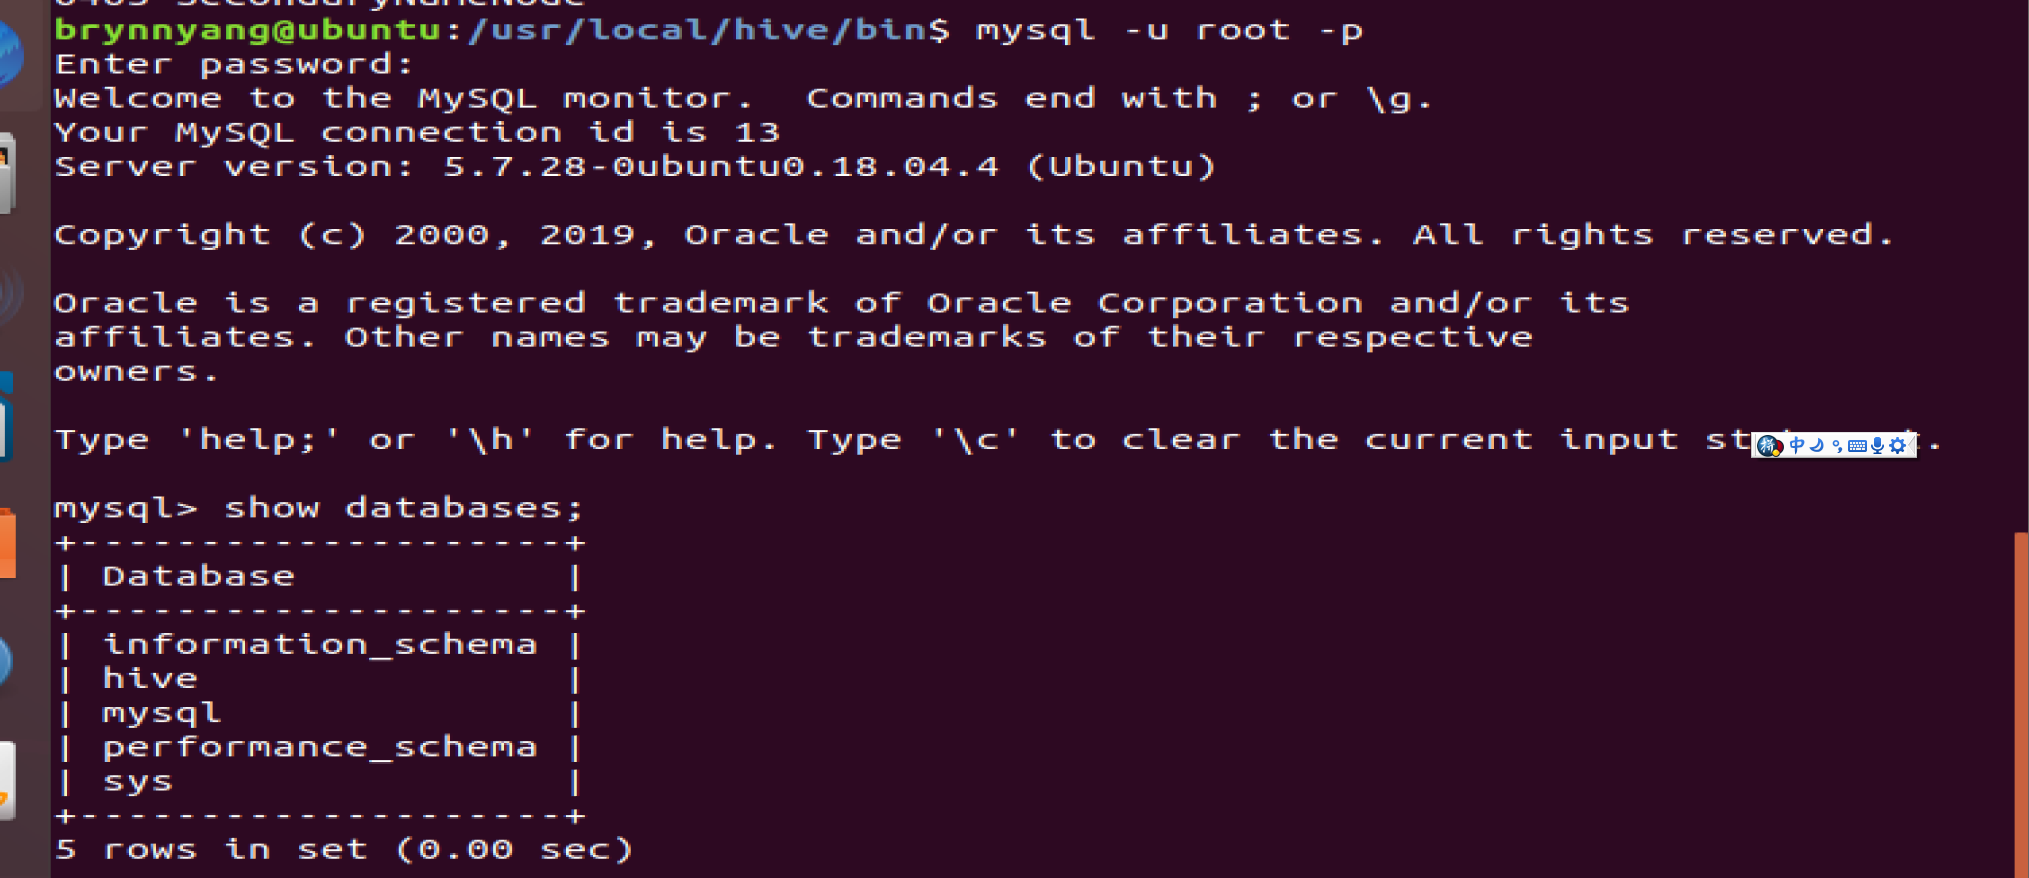 brynnyang@ubuntu:/usr/local/hive/bin$ mysql -u root -p
Enter password:
Welcome to the MySQL monitor.  Commands end with ; or \g.
Your MySQL connection id is 13
Server version: 5.7.28-0ubuntu0.18.04.4 (Ubuntu)
Copyright (c) 2000, 2019, Oracle and/or its affiliates. All rights reserved.
Oracle is a registered trademark of Oracle Corporation and/or its
affiliates. Other names may be trademarks of their respective
owners.
Type 'help;' or '\h' for help. Type '\c' to clear the current input
中
mysql> show databases;
+--------------------+
| Database           |
+--------------------+
| information_schema |
| hive               |
| mysql              |
| performance_schema |
| sys                |
+--------------------+
5 rows in set (0.00 sec)